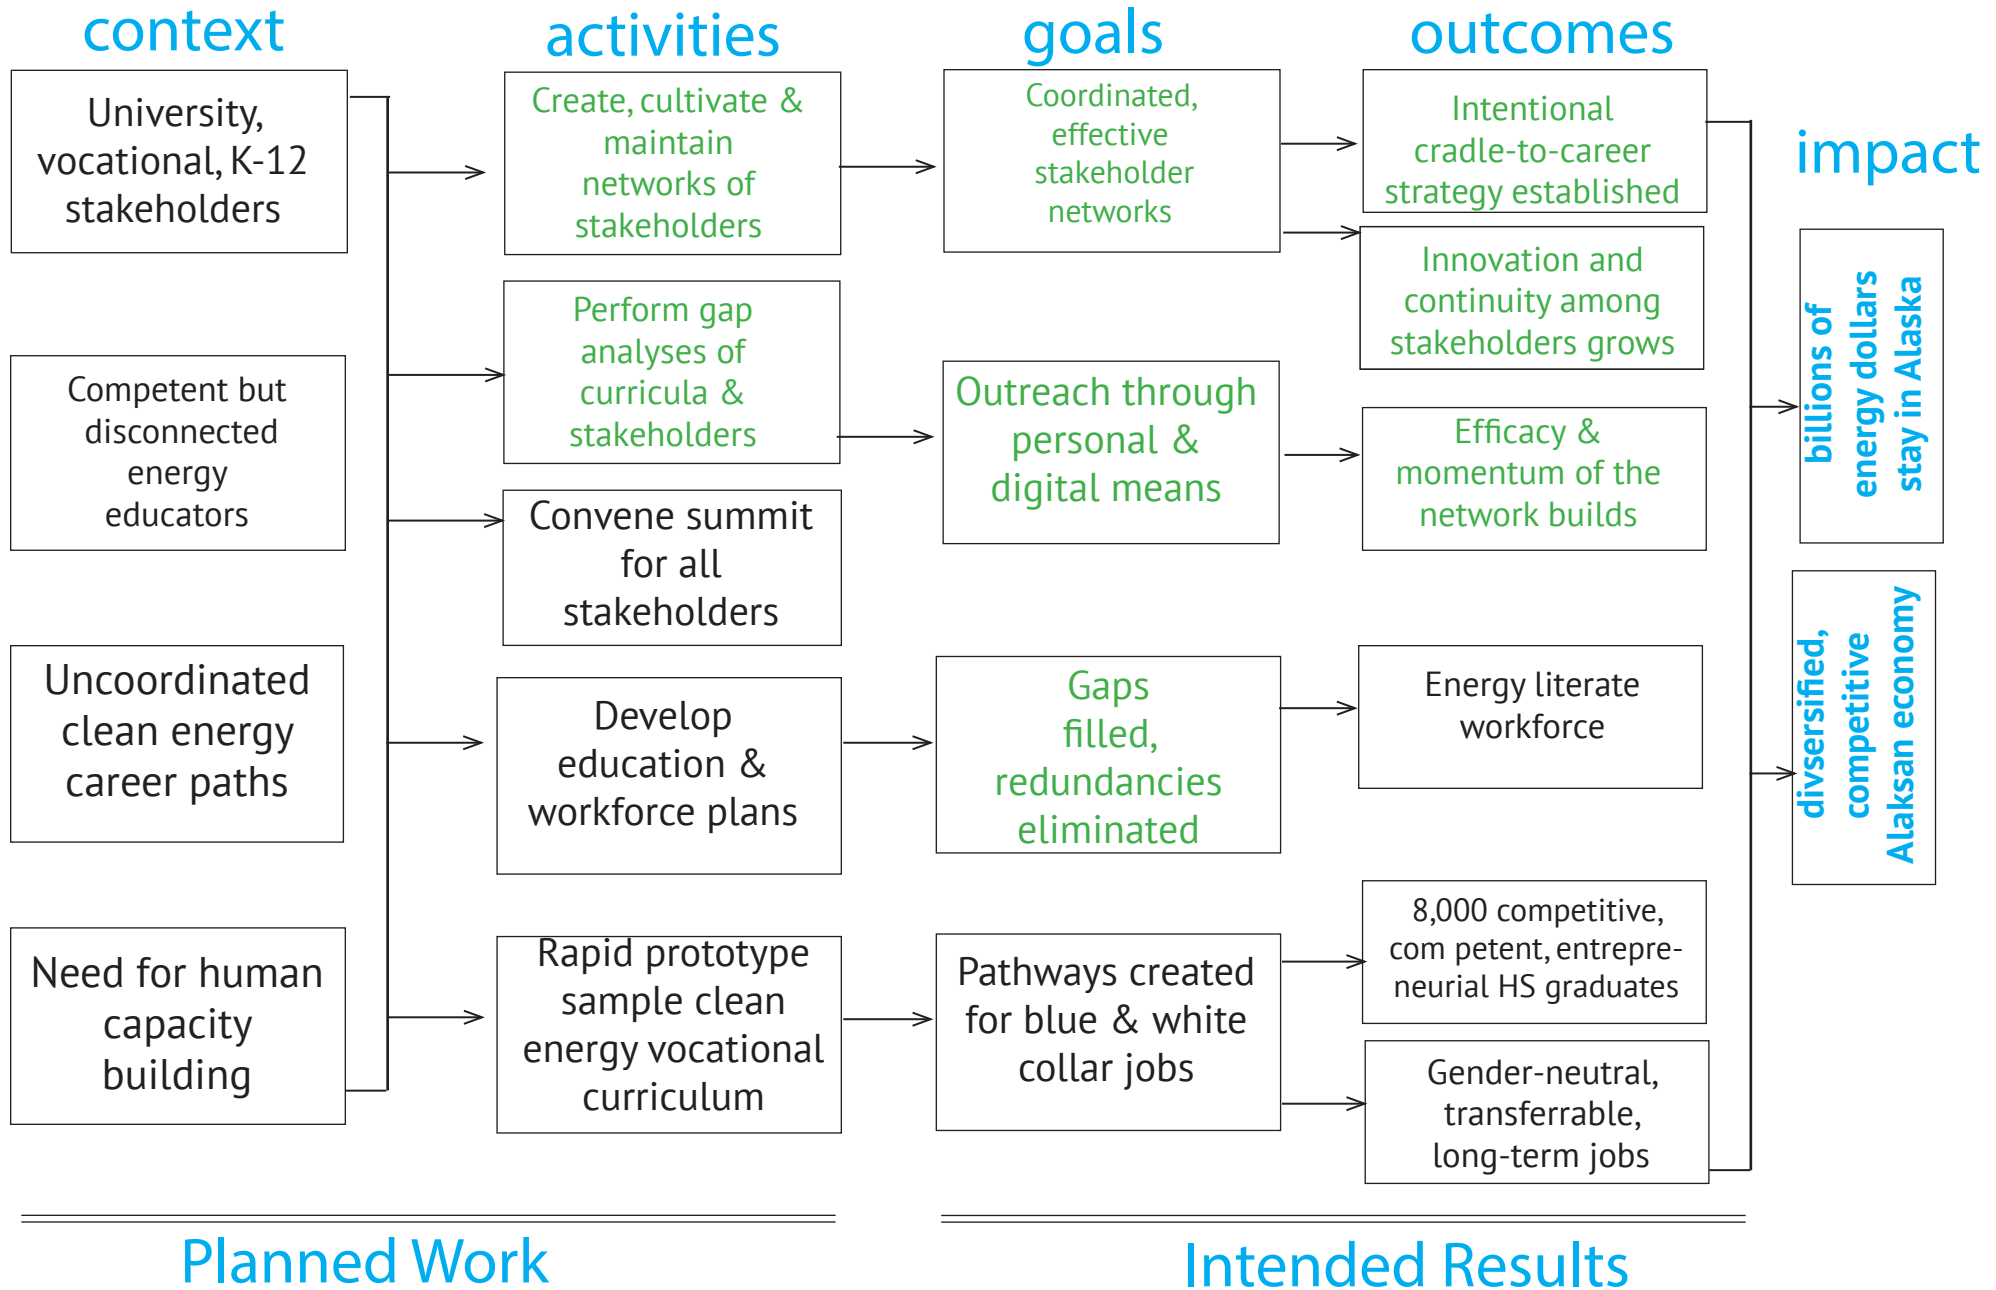 context
University,
vocational, K-12
stakeholders
Competent but
disconnected
energy
educators
Uncoordinated
clean energy
career paths
Need for human
capacity
building
activities
Create, cultivate &
maintain
networks of
stakeholders
Perform gap
analyses of
curricula &
stakeholders
Convene summit
for all
stakeholders
Develop
education &
workforce plans
Rapid prototype
sample clean
energy vocational
curriculum
goals
Coordinated,
effective
stakeholder
networks
Outreach through
personal &
digital means
Gaps
filled,
redundancies
eliminated
Pathways created
for blue & white
collar jobs
outcomes
Intentional
cradle-to-career
strategy established
Innovation and
continuity among
stakeholders grows
Efficacy &
momentum of the
network builds
Energy literate
workforce
8,000 competitive,
com petent, entrepre-
neurial HS graduates
Gender-neutral,
transferrable,
long-term jobs
impact
billions of
energy dollars
stay in Alaska
divsersified,
competitive
Alaksan economy
Planned Work
Intended Results